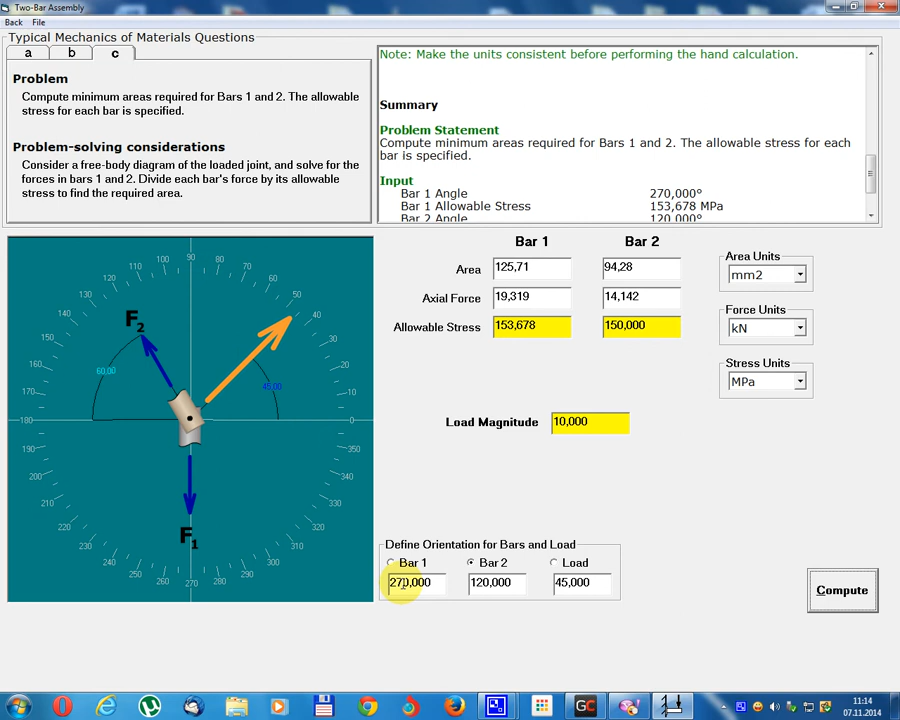 Two-Bar Assembly
Back File
Typical Mechanics of Materials Questions
a b c
Problem
Compute minimum areas required for Bars 1 and 2. The allowable
stress for each bar is specified.
Problem-solving considerations
Consider a free-body diagram of the loaded joint, and solve for the
forces in bars 1 and 2. Divide each bar's force by its allowable
stress to find the required area.
Note: Make the units consistent before performing the hand calculation.
Summary
Problem Statement
Compute minimum areas required for Bars 1 and 2. The allowable stress for each
bar is specified.
Input
Bar 1 Angle 270,000°
Bar 1 Allowable Stress 153,678 MPa
Bar 2 Angle 120,000°
90
100 80
110 70
120 60
130 50
140 40
150 30
160 20
170 10
180 0
190 350
200 340
210 330
220 320
230 310
240 300
250 290
260 280
270
F2
60,00
45,00
F1
Bar 1 Bar 2
Area 125,71 94,28
Axial Force 19,319 14,142
Allowable Stress 153,678 150,000
Load Magnitude 10,000
Area Units
mm2
Force Units
kN
Stress Units
MPa
Define Orientation for Bars and Load
Bar 1 Bar 2 Load
270,000 120,000 45,000
Compute
GC
11:14
07.11.2014